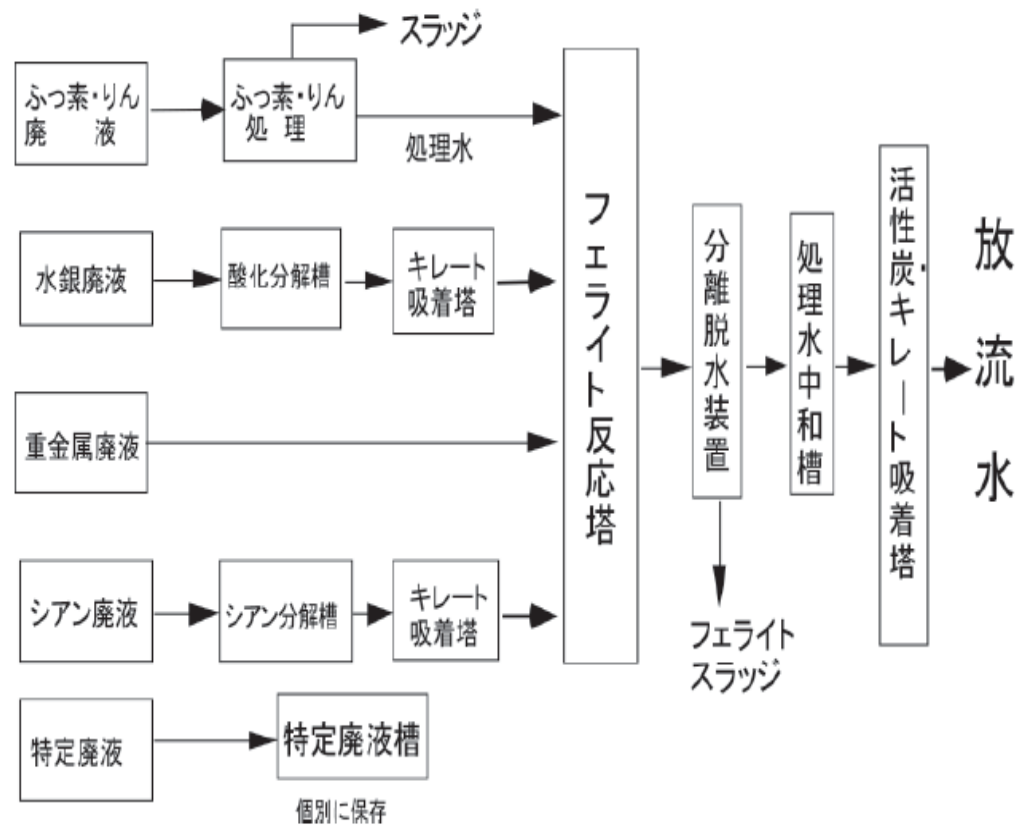 スラッジ
ふっ素・りん
廃　液
ふっ素・りん
処　理
処理水
水銀廃液
酸化分解槽
キレート
吸着塔
重金属廃液
シアン廃液
シアン分解槽
キレート
吸着塔
特定廃液
特定廃液槽
個別に保存
フェライト反応塔
分離脱水装置
フェライト
スラッジ
処理水中和槽
活性炭・キレート吸着塔
放流水